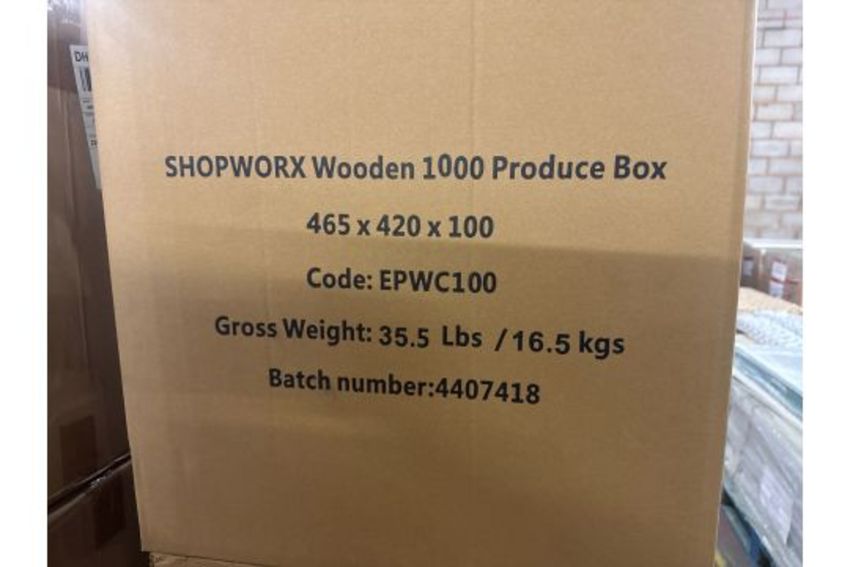 SHOPWORX Wooden 1000 Produce Box
465 x 420 x 100
Code: EPWC100
Gross Weight: 35.5 Lbs / 16.5 kgs
Batch number:4407418
DH